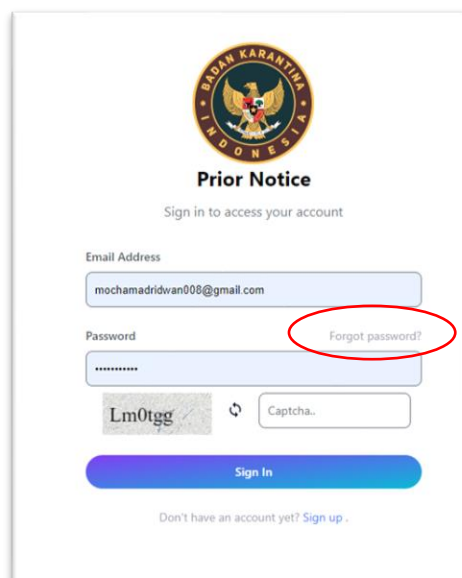 BADAN KARANTINA
INDONESIA
Prior Notice
Sign in to access your account
Email Address
mochamadridwan008@gmail.com
Password Forgot password?
•••••••••••
Lm0tgg Captcha..
Sign In
Don't have an account yet? Sign up .